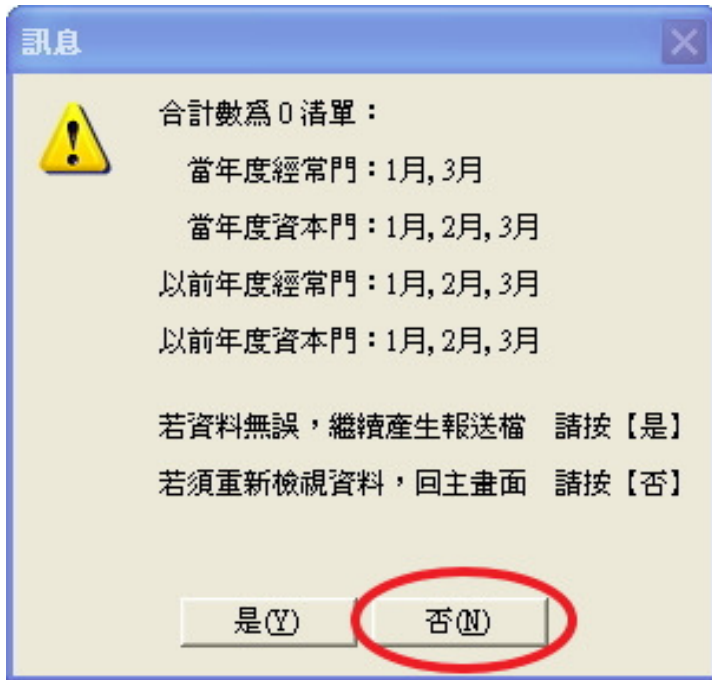 訊息
合計數爲0清單：
當年度經常門：1月, 3月
當年度資本門：1月, 2月, 3月
以前年度經常門：1月, 2月, 3月
以前年度資本門：1月, 2月, 3月
若資料無誤，繼續產生報送檔　請按【是】
若須重新檢視資料，回主畫面　請按【否】
是(Y)　否(N)